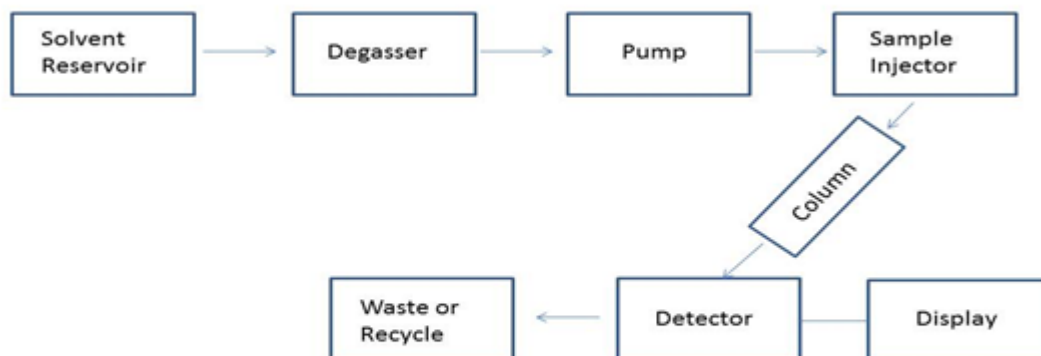 Solvent
Reservoir
Degasser
Pump
Sample
Injector
Column
Waste or
Recycle
Detector
Display